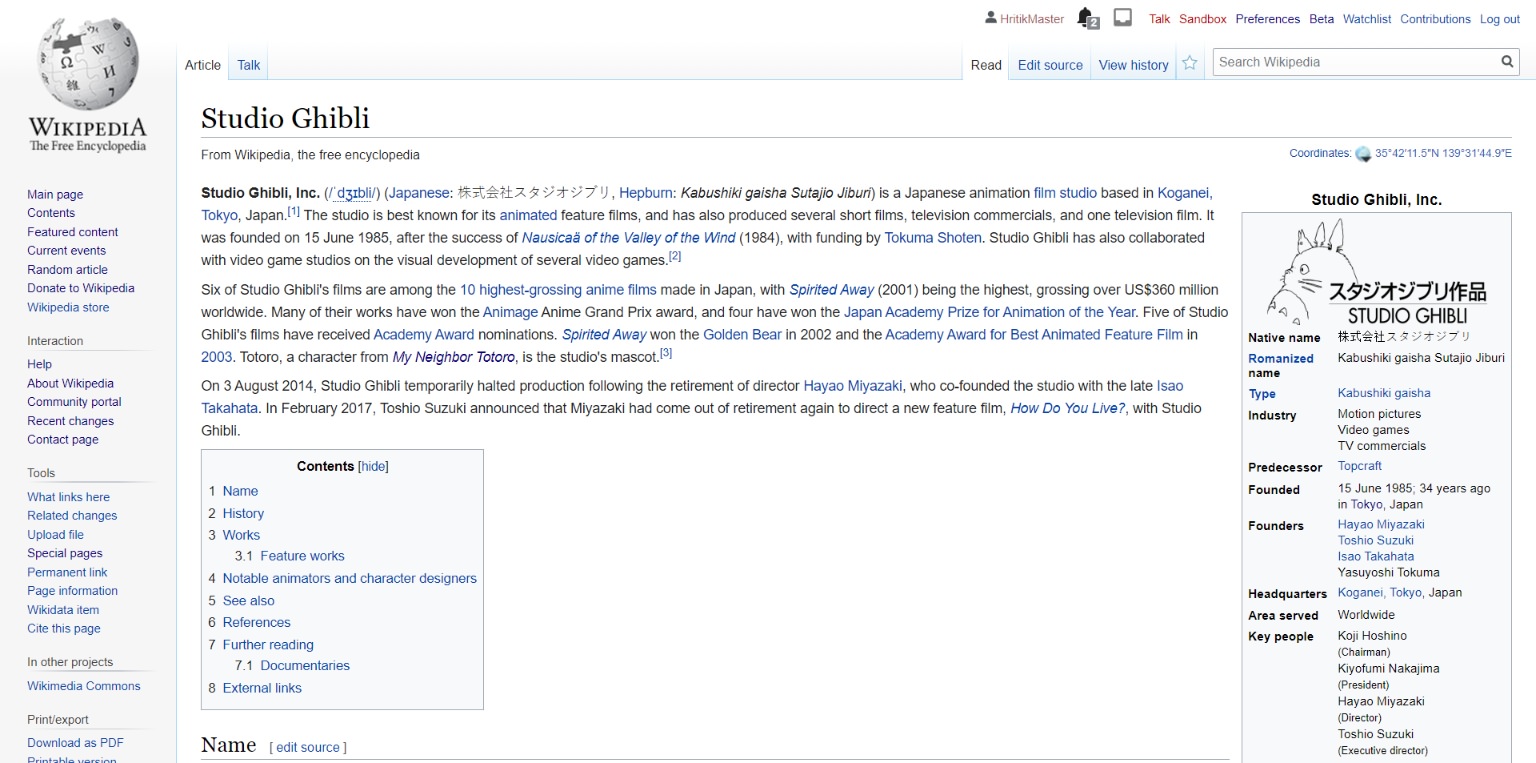 HritikMaster 2 Talk Sandbox Preferences Beta Watchlist Contributions Log out
Article Talk Read Edit source View history Search Wikipedia
WIKIPEDIA
The Free Encyclopedia
Main page
Contents
Featured content
Current events
Random article
Donate to Wikipedia
Wikipedia store
Interaction
Help
About Wikipedia
Community portal
Recent changes
Contact page
Tools
What links here
Related changes
Upload file
Special pages
Permanent link
Page information
Wikidata item
Cite this page
In other projects
Wikimedia Commons
Print/export
Download as PDF
Printable version
Studio Ghibli
From Wikipedia, the free encyclopedia
Coordinates: 35°42′11.5″N 139°31′44.9″E
Studio Ghibli, Inc. (/ˈdʒɪbli/) (Japanese: 株式会社スタジオジブリ, Hepburn: Kabushiki gaisha Sutajio Jiburi) is a Japanese animation film studio based in Koganei,
Tokyo, Japan.[1] The studio is best known for its animated feature films, and has also produced several short films, television commercials, and one television film. It
was founded on 15 June 1985, after the success of Nausicaä of the Valley of the Wind (1984), with funding by Tokuma Shoten. Studio Ghibli has also collaborated
with video game studios on the visual development of several video games.[2]
Six of Studio Ghibli's films are among the 10 highest-grossing anime films made in Japan, with Spirited Away (2001) being the highest, grossing over US$360 million
worldwide. Many of their works have won the Animage Anime Grand Prix award, and four have won the Japan Academy Prize for Animation of the Year. Five of Studio
Ghibli's films have received Academy Award nominations. Spirited Away won the Golden Bear in 2002 and the Academy Award for Best Animated Feature Film in
2003. Totoro, a character from My Neighbor Totoro, is the studio's mascot.[3]
On 3 August 2014, Studio Ghibli temporarily halted production following the retirement of director Hayao Miyazaki, who co-founded the studio with the late Isao
Takahata. In February 2017, Toshio Suzuki announced that Miyazaki had come out of retirement again to direct a new feature film, How Do You Live?, with Studio
Ghibli.
Contents [hide]
1 Name
2 History
3 Works
3.1 Feature works
4 Notable animators and character designers
5 See also
6 References
7 Further reading
7.1 Documentaries
8 External links
Name [ edit source ]
Studio Ghibli, Inc.
スタジオジブリ作品
STUDIO GHIBLI
Native name 株式会社スタジオジブリ
Romanized Kabushiki gaisha Sutajio Jiburi
name
Type Kabushiki gaisha
Industry Motion pictures
Video games
TV commercials
Predecessor Topcraft
Founded 15 June 1985; 34 years ago
in Tokyo, Japan
Founders Hayao Miyazaki
Toshio Suzuki
Isao Takahata
Yasuyoshi Tokuma
Headquarters Koganei, Tokyo, Japan
Area served Worldwide
Key people Koji Hoshino
(Chairman)
Kiyofumi Nakajima
(President)
Hayao Miyazaki
(Director)
Toshio Suzuki
(Executive director)